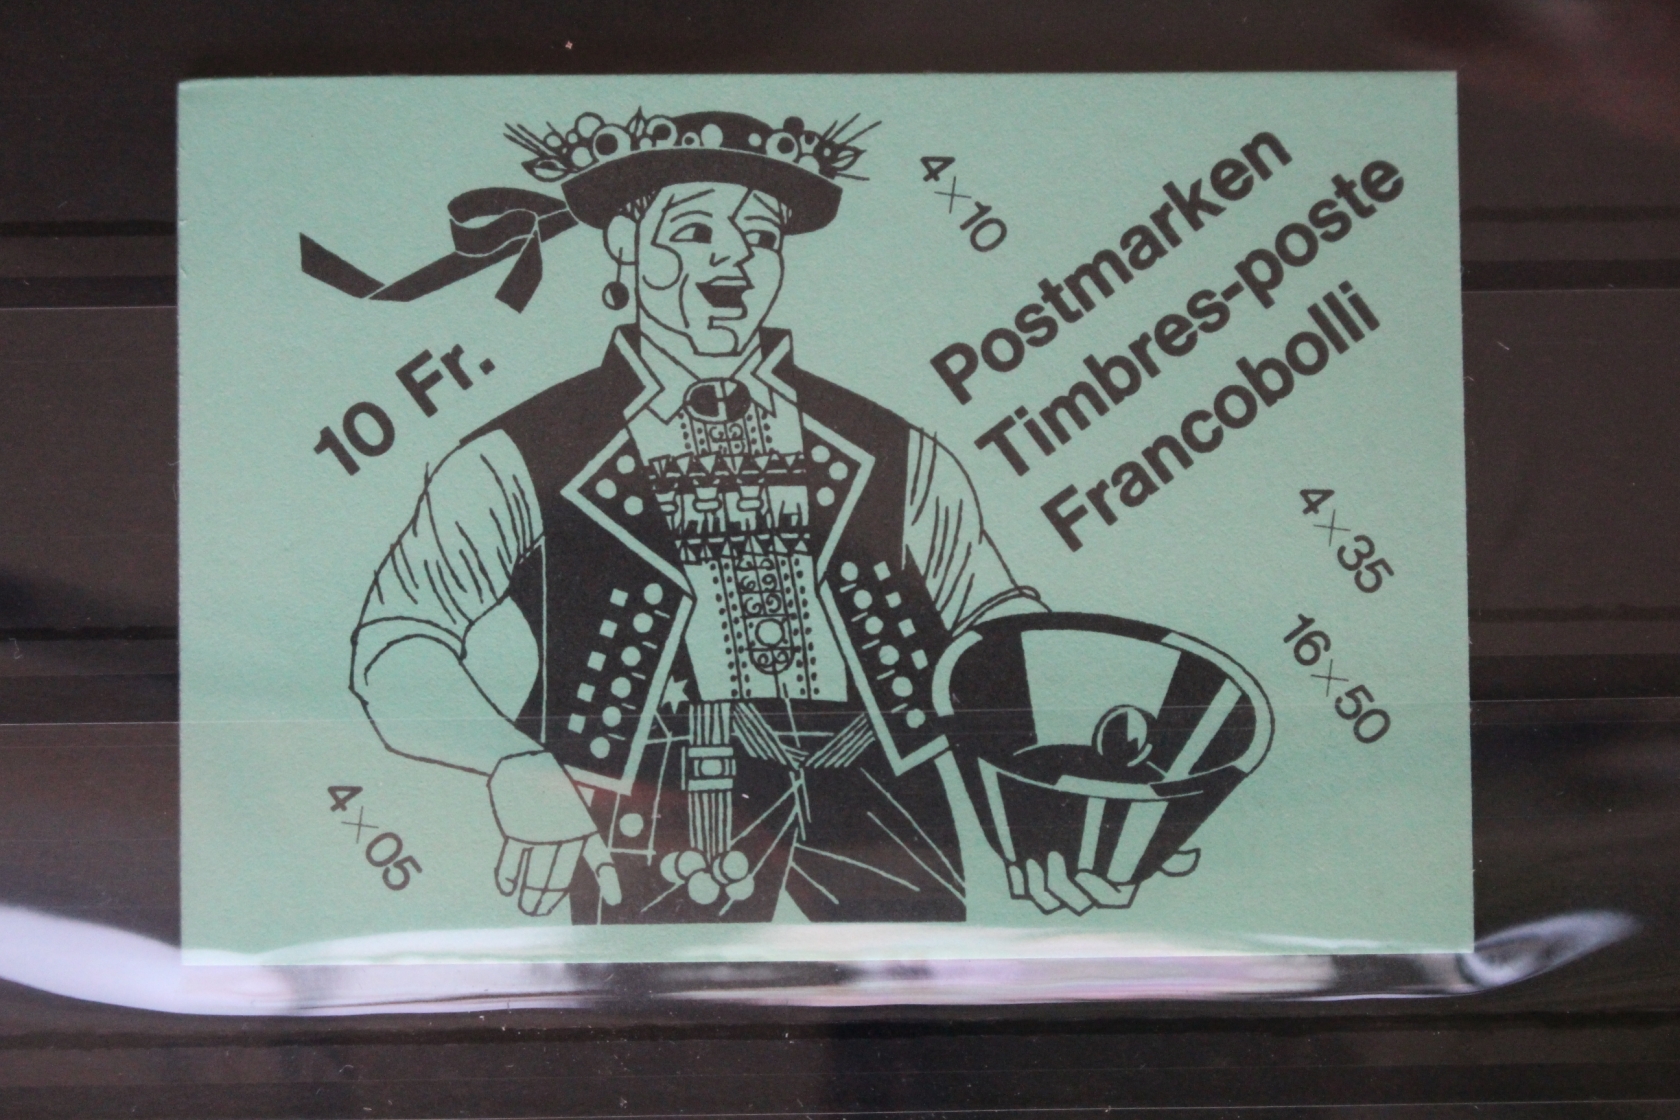 4×10
Postmarken
Timbres-poste
Francobolli
10 Fr.
4×35
16×50
4×05